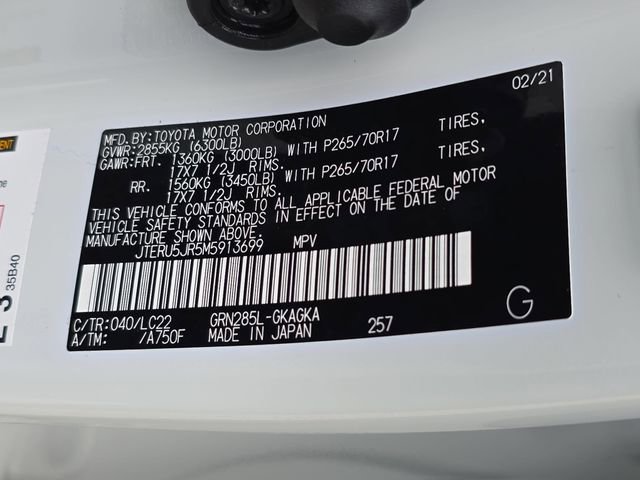 02/21
MFD. BY: TOYOTA MOTOR CORPORATION
GVWR: 2855KG (6300LB)
GAWR: FRT. 1360KG (3000LB) WITH P265/70R17 TIRES,
17X7 1/2J RIMS.
RR. 1560KG (3450LB) WITH P265/70R17 TIRES,
17X7 1/2J RIMS.
THIS VEHICLE CONFORMS TO ALL APPLICABLE FEDERAL MOTOR
VEHICLE SAFETY STANDARDS IN EFFECT ON THE DATE OF
MANUFACTURE SHOWN ABOVE.
JTERU5JR5M5913699 MPV
C/TR: 040/LC22 GRN285L-GKAGKA
A/TM: /A750F MADE IN JAPAN 257 G
35B40